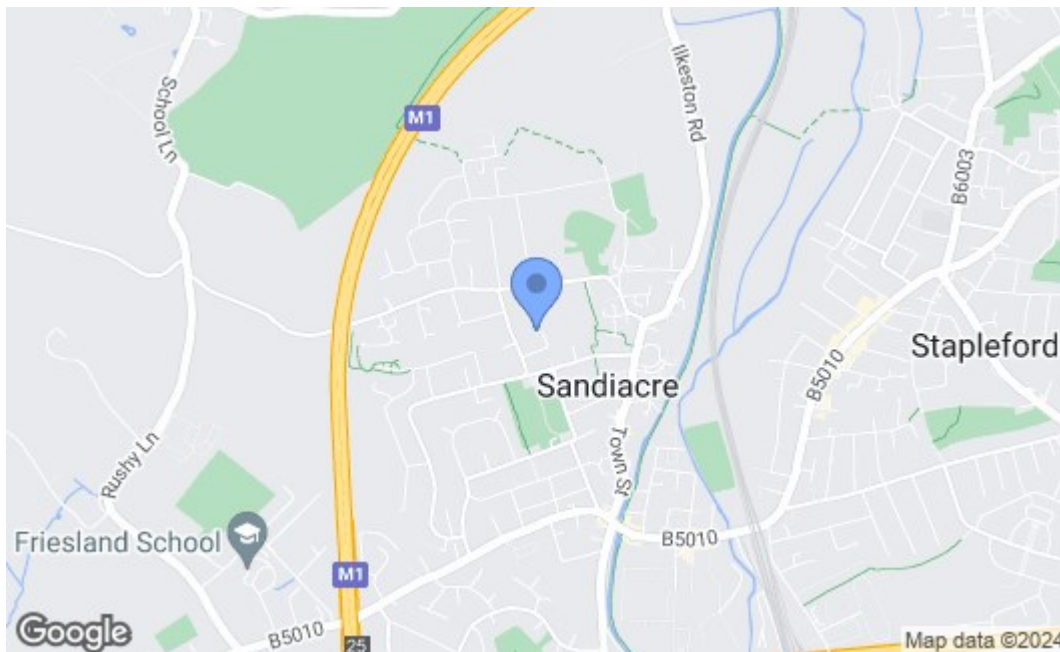 M1
School Ln
Ilkeston Rd
B6003
Stapleford
B5010
Sandiacre
Town St
Rushy Ln
Friesland School
B5010
M1
B5010
25
Google
Map data ©2024